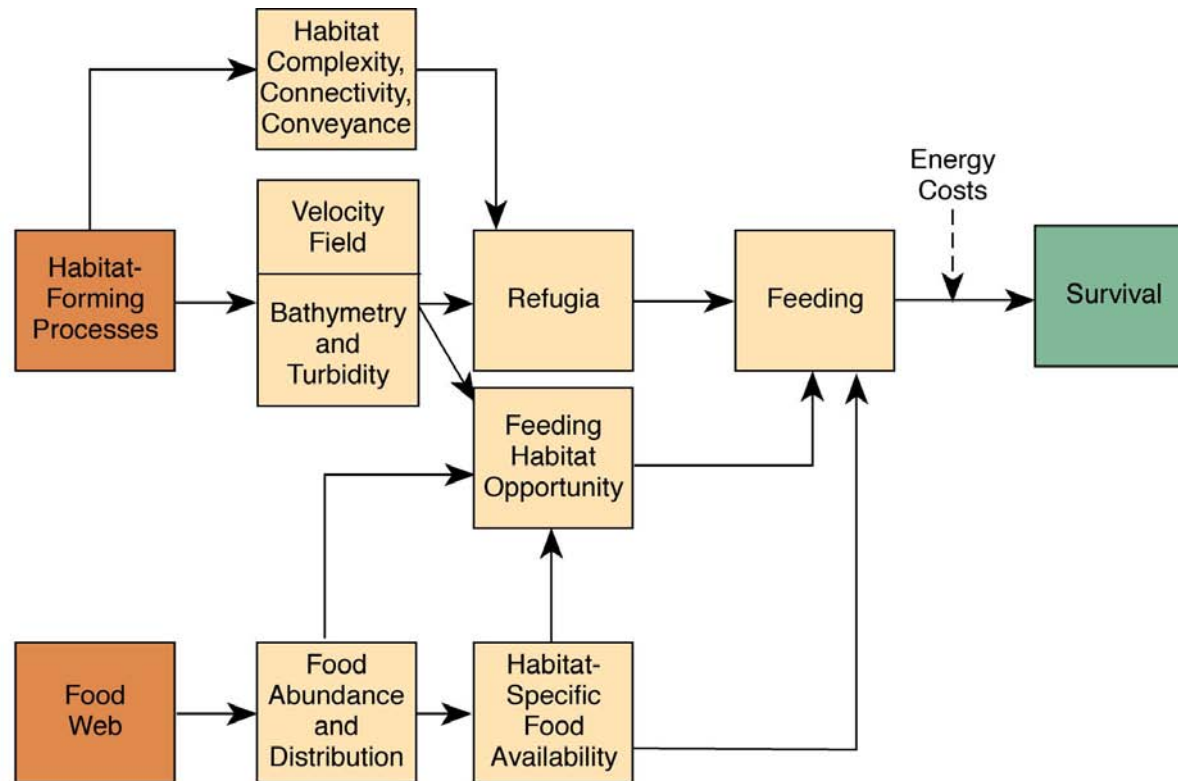 Habitat
Complexity,
Connectivity,
Conveyance
Velocity
Field
Bathymetry
and
Turbidity
Habitat-
Forming
Processes
Refugia
Feeding
Energy
Costs
Survival
Feeding
Habitat
Opportunity
Food
Web
Food
Abundance
and
Distribution
Habitat-
Specific
Food
Availability